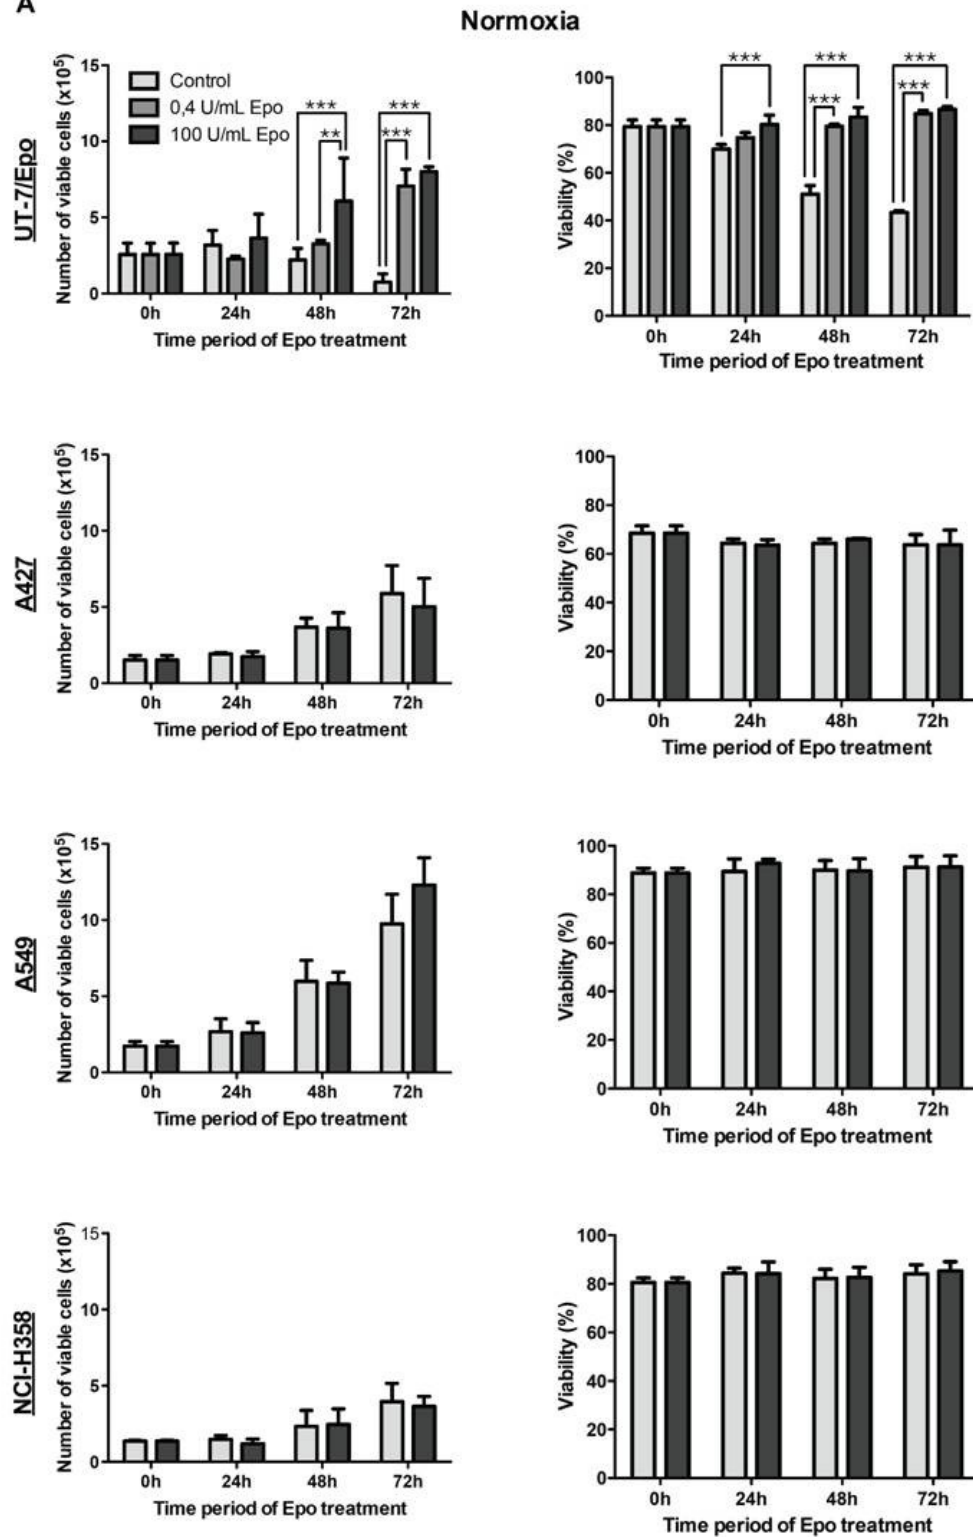 A
Normoxia
UT-7/Epo
Number of viable cells (x10⁵)
15
10
5
0
Control
0,4 U/mL Epo
100 U/mL Epo
*** ***
** ***
0h 24h 48h 72h
Time period of Epo treatment
Viability (%)
100
80
60
40
20
0
*** *** ***
*** ***
0h 24h 48h 72h
Time period of Epo treatment
A427
Number of viable cells (x10⁵)
15
10
5
0
0h 24h 48h 72h
Time period of Epo treatment
Viability (%)
100
80
60
40
20
0
0h 24h 48h 72h
Time period of Epo treatment
A549
Number of viable cells (x10⁵)
15
10
5
0
0h 24h 48h 72h
Time period of Epo treatment
Viability (%)
100
80
60
40
20
0
0h 24h 48h 72h
Time period of Epo treatment
NCI-H358
Number of viable cells (x10⁵)
15
10
5
0
0h 24h 48h 72h
Time period of Epo treatment
Viability (%)
100
80
60
40
20
0
0h 24h 48h 72h
Time period of Epo treatment